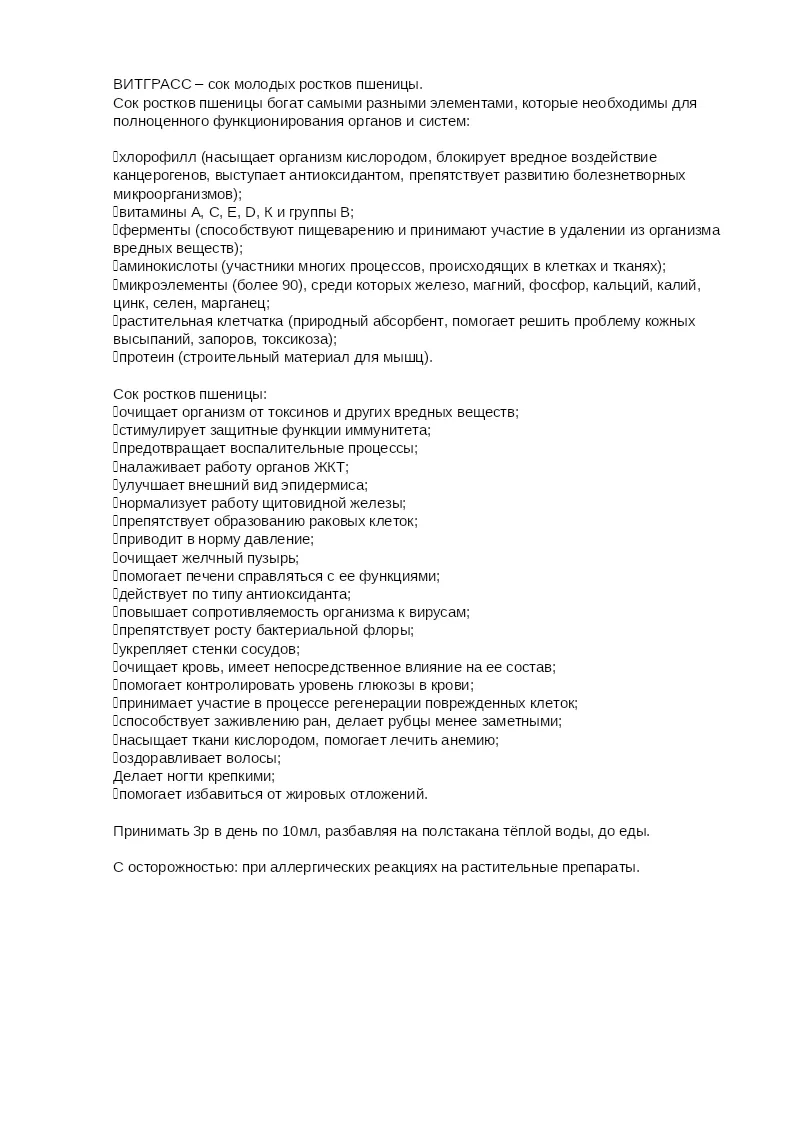 ВИТГРАСС – сок молодых ростков пшеницы.
Сок ростков пшеницы богат самыми разными элементами, которые необходимы для
полноценного функционирования органов и систем:
хлорофилл (насыщает организм кислородом, блокирует вредное воздействие
канцерогенов, выступает антиоксидантом, препятствует развитию болезнетворных
микроорганизмов);
витамины А, С, Е, D, К и группы В;
ферменты (способствуют пищеварению и принимают участие в удалении из организма
вредных веществ);
аминокислоты (участники многих процессов, происходящих в клетках и тканях);
микроэлементы (более 90), среди которых железо, магний, фосфор, кальций, калий,
цинк, селен, марганец;
растительная клетчатка (природный абсорбент, помогает решить проблему кожных
высыпаний, запоров, токсикоза);
протеин (строительный материал для мышц).
Сок ростков пшеницы:
очищает организм от токсинов и других вредных веществ;
стимулирует защитные функции иммунитета;
предотвращает воспалительные процессы;
налаживает работу органов ЖКТ;
улучшает внешний вид эпидермиса;
нормализует работу щитовидной железы;
препятствует образованию раковых клеток;
приводит в норму давление;
очищает желчный пузырь;
помогает печени справляться с ее функциями;
действует по типу антиоксиданта;
повышает сопротивляемость организма к вирусам;
препятствует росту бактериальной флоры;
укрепляет стенки сосудов;
очищает кровь, имеет непосредственное влияние на ее состав;
помогает контролировать уровень глюкозы в крови;
принимает участие в процессе регенерации поврежденных клеток;
способствует заживлению ран, делает рубцы менее заметными;
насыщает ткани кислородом, помогает лечить анемию;
оздоравливает волосы;
Делает ногти крепкими;
помогает избавиться от жировых отложений.
Принимать 3р в день по 10мл, разбавляя на полстакана тёплой воды, до еды.
С осторожностью: при аллергических реакциях на растительные препараты.